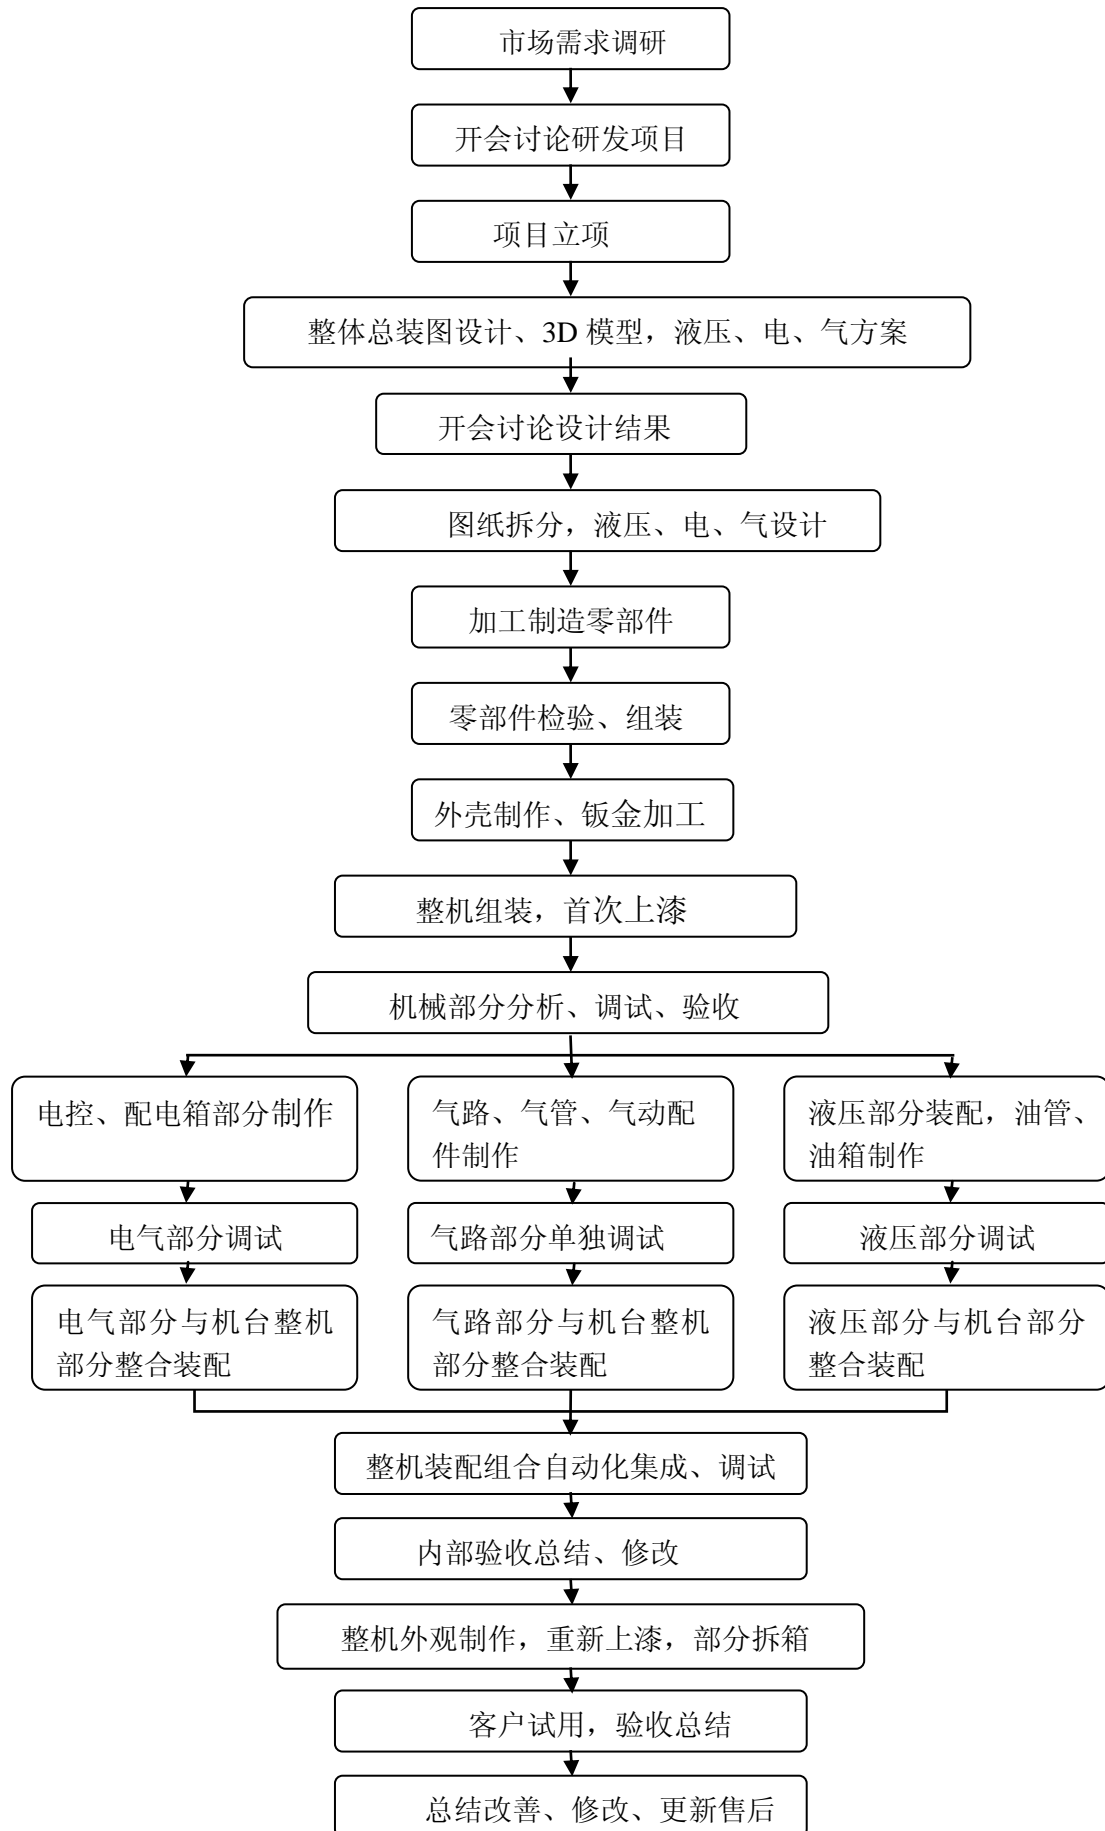 市场需求调研
开会讨论研发项目
项目立项
整体总装图设计、3D 模型，液压、电、气方案
开会讨论设计结果
图纸拆分，液压、电、气设计
加工制造零部件
零部件检验、组装
外壳制作、钣金加工
整机组装，首次上漆
机械部分分析、调试、验收
电控、配电箱部分制作
气路、气管、气动配
件制作
液压部分装配，油管、
油箱制作
电气部分调试
气路部分单独调试
液压部分调试
电气部分与机台整机
部分整合装配
气路部分与机台整机
部分整合装配
液压部分与机台部分
整合装配
整机装配组合自动化集成、调试
内部验收总结、修改
整机外观制作，重新上漆，部分拆箱
客户试用，验收总结
总结改善、修改、更新售后